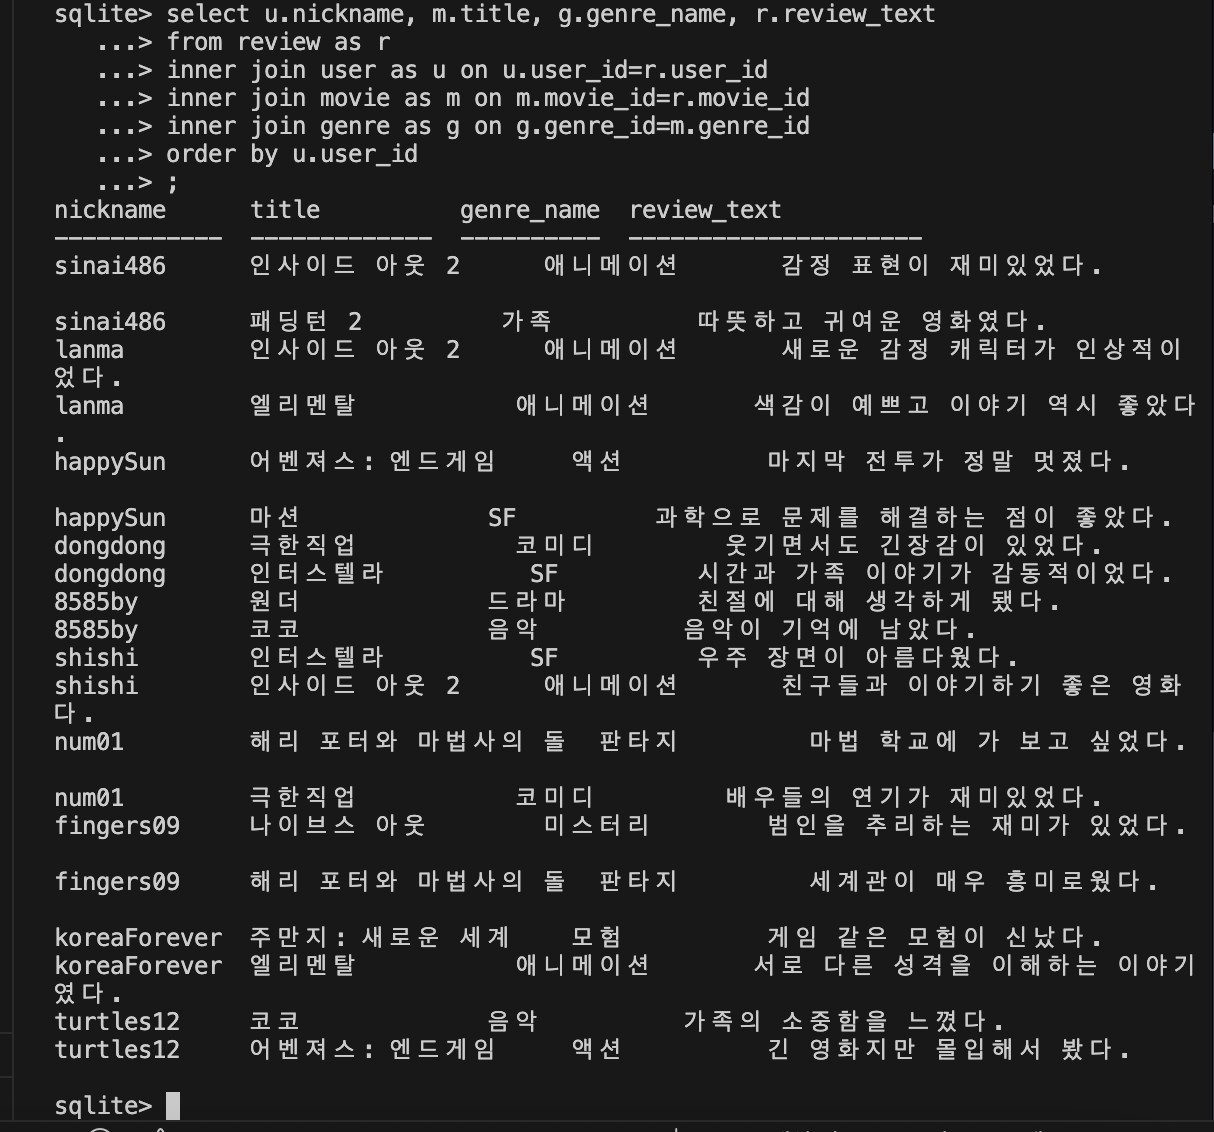 sqlite> select u.nickname, m.title, g.genre_name, r.review_text
...> from review as r
...> inner join user as u on u.user_id=r.user_id
...> inner join movie as m on m.movie_id=r.movie_id
...> inner join genre as g on g.genre_id=m.genre_id
...> order by u.user_id
...> ;
nickname title genre_name review_text
------------ ------------- ---------- ---------------------
sinai486 인사이드 아웃 2 애니메이션 감정 표현이 재미있었다.
sinai486 패딩턴 2 가족 따뜻하고 귀여운 영화였다.
lanma 인사이드 아웃 2 애니메이션 새로운 감정 캐릭터가 인상적이
었다.
lanma 엘리멘탈 애니메이션 색감이 예쁘고 이야기 역시 좋았다
.
happySun 어벤져스: 엔드게임 액션 마지막 전투가 정말 멋졌다.
happySun 마션 SF 과학으로 문제를 해결하는 점이 좋았다.
dongdong 극한직업 코미디 웃기면서도 긴장감이 있었다.
dongdong 인터스텔라 SF 시간과 가족 이야기가 감동적이었다.
8585by 원더 드라마 친절에 대해 생각하게 됐다.
8585by 코코 음악 음악이 기억에 남았다.
shishi 인터스텔라 SF 우주 장면이 아름다웠다.
shishi 인사이드 아웃 2 애니메이션 친구들과 이야기하기 좋은 영화
다.
num01 해리 포터와 마법사의 돌 판타지 마법 학교에 가 보고 싶었다.
num01 극한직업 코미디 배우들의 연기가 재미있었다.
fingers09 나이브스 아웃 미스터리 범인을 추리하는 재미가 있었다.
fingers09 해리 포터와 마법사의 돌 판타지 세계관이 매우 흥미로웠다.
koreaForever 주만지: 새로운 세계 모험 게임 같은 모험이 신났다.
koreaForever 엘리멘탈 애니메이션 서로 다른 성격을 이해하는 이야기
였다.
turtles12 코코 음악 가족의 소중함을 느꼈다.
turtles12 어벤져스: 엔드게임 액션 긴 영화지만 몰입해서 봤다.
sqlite>